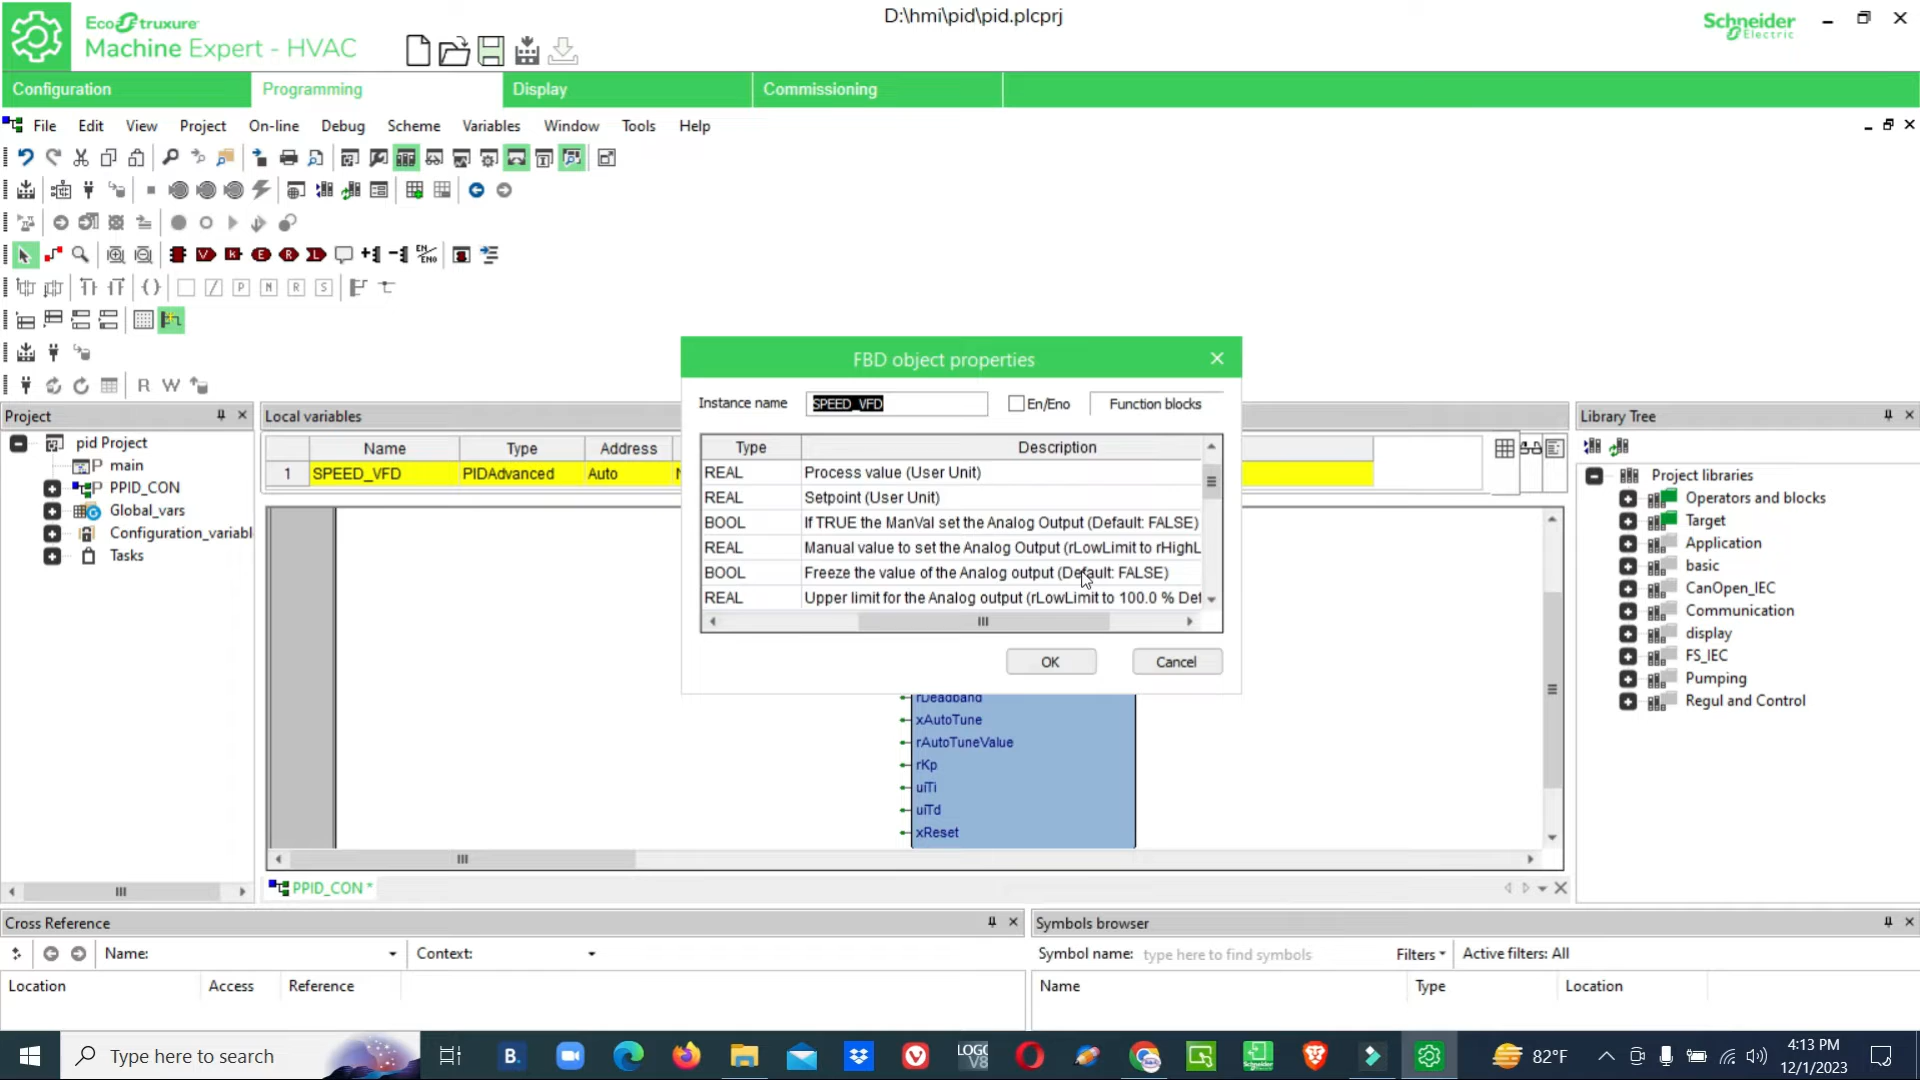 D:\hmi\pid\pid.plcprj
EcoStruxure
Machine Expert - HVAC
Schneider
Electric
Configuration
Programming
Display
Commissioning
File
Edit
View
Project
On-line
Debug
Scheme
Variables
Window
Tools
Help
EN/
ENO
R W
Project
pid Project
main
PPID_CON
Global_vars
Configuration_variabl
Tasks
Local variables
Name
Type
Address
1
SPEED_VFD
PIDAdvanced
Auto
FBD object properties
Instance name
SPEED_VFD
En/Eno
Function blocks
Type
Description
REAL
Process value (User Unit)
REAL
Setpoint (User Unit)
BOOL
If TRUE the ManVal set the Analog Output (Default: FALSE)
REAL
Manual value to set the Analog Output (rLowLimit to rHighL
BOOL
Freeze the value of the Analog output (Default: FALSE)
REAL
Upper limit for the Analog output (rLowLimit to 100.0 % Def
OK
Cancel
rDeadband
xAutoTune
rAutoTuneValue
rKp
uiTi
uiTd
xReset
PPID_CON *
Library Tree
Project libraries
Operators and blocks
Target
Application
basic
CanOpen_IEC
Communication
display
FS_IEC
Pumping
Regul and Control
Cross Reference
Name:
Context:
Location
Access
Reference
Symbols browser
Symbol name:
type here to find symbols
Filters
Active filters: All
Name
Type
Location
Type here to search
B.
LOGO
V8
82°F
4:13 PM
12/1/2023